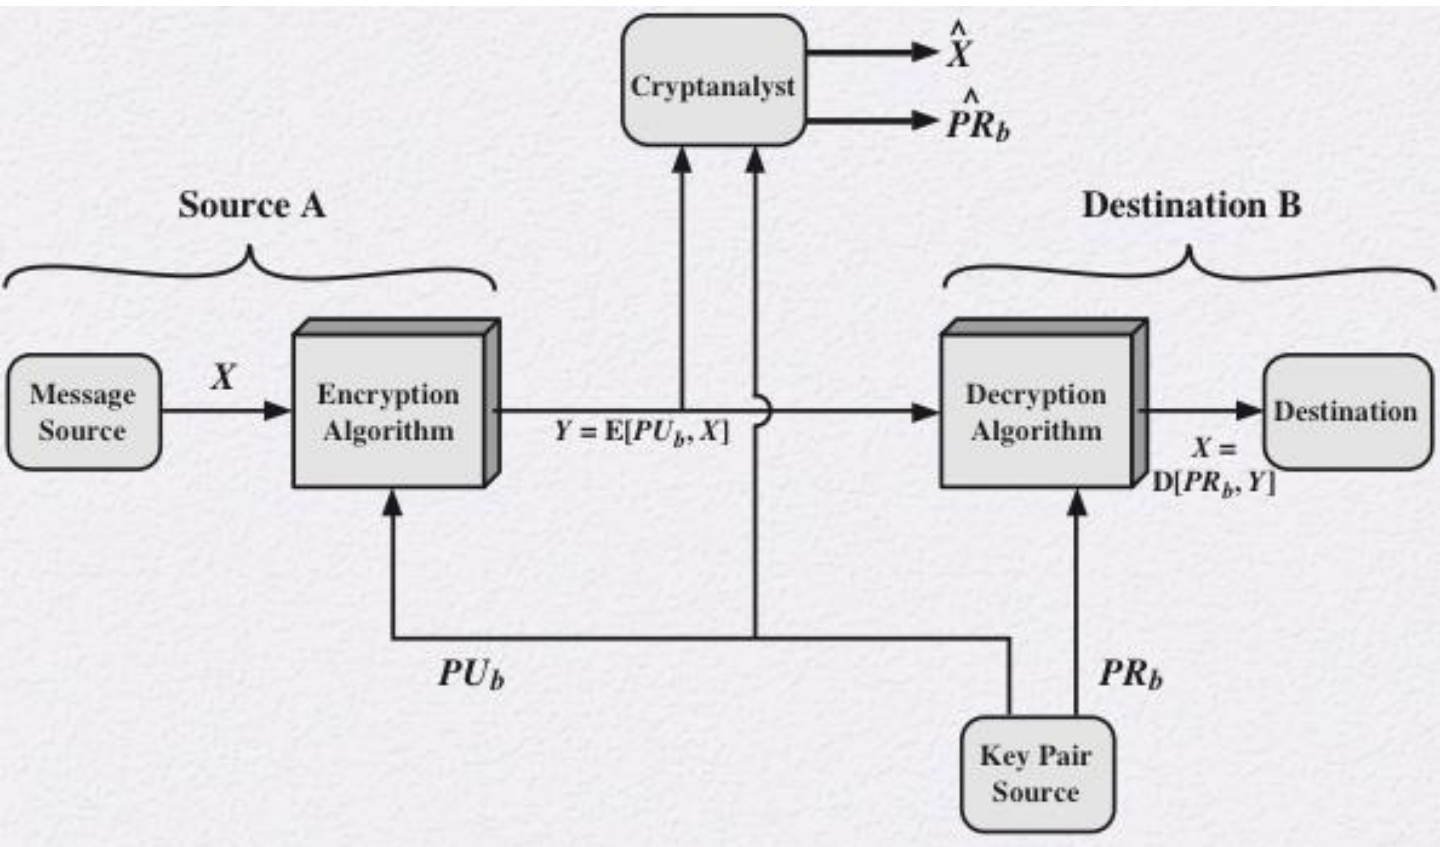 Cryptanalyst
X̂
P̂R_b
Source A
Destination B
Message
Source
X
Encryption
Algorithm
Y = E[PU_b, X]
Decryption
Algorithm
X =
D[PR_b, Y]
Destination
PU_b
PR_b
Key Pair
Source